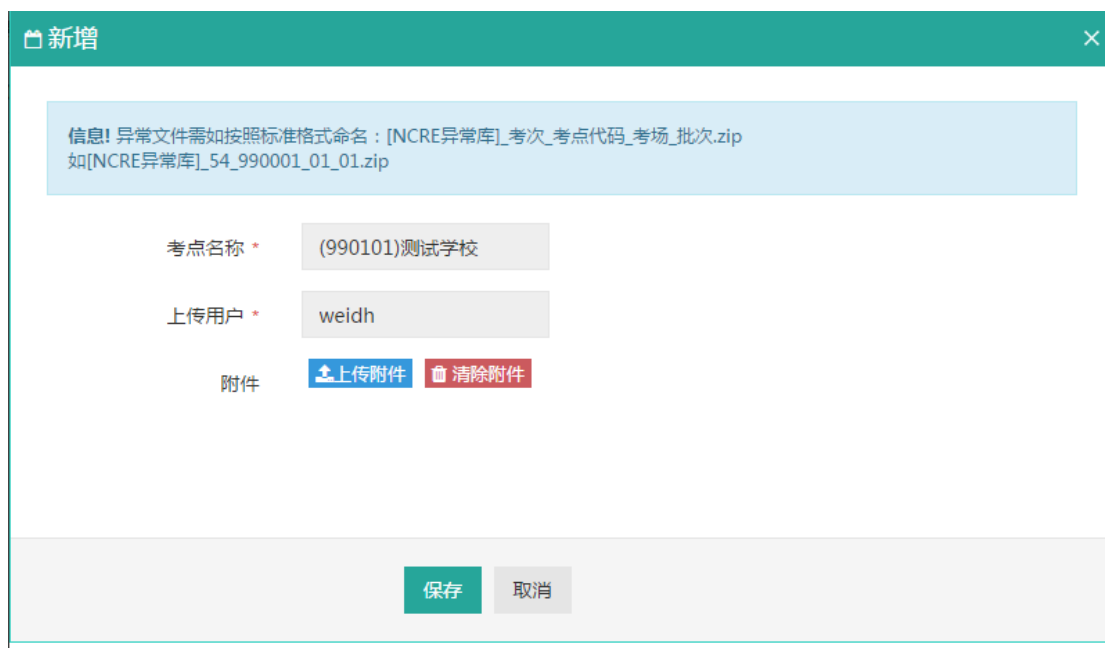 新增
信息! 异常文件需如按照标准格式命名：[NCRE异常库]_考次_考点代码_考场_批次.zip
如[NCRE异常库]_54_990001_01_01.zip
考点名称 * (990101)测试学校
上传用户 * weidh
附件 上传附件 清除附件
保存 取消